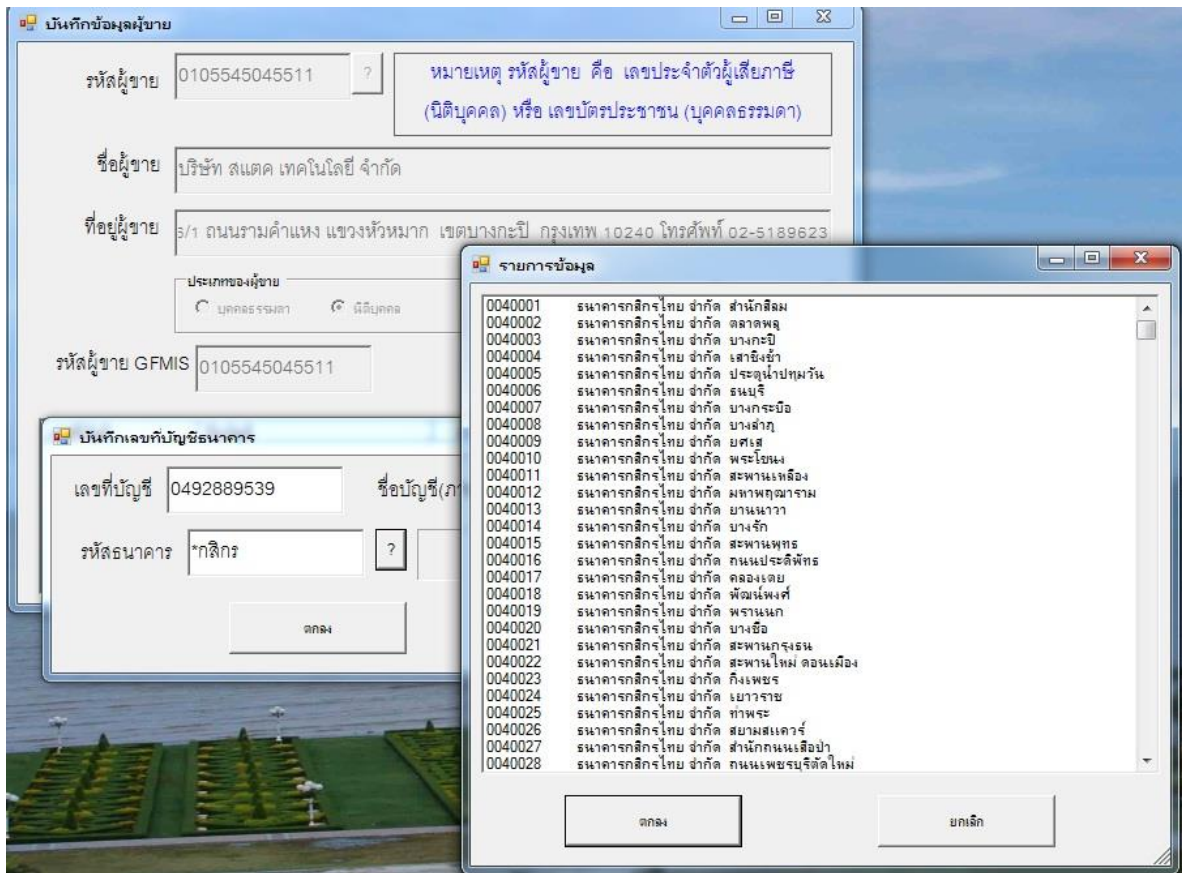 บันทึกข้อมูลผู้ขาย
รหัสผู้ขาย 0105545045511 ?
หมายเหตุ รหัสผู้ขาย คือ เลขประจำตัวผู้เสียภาษี
(นิติบุคคล) หรือ เลขบัตรประชาชน (บุคคลธรรมดา)
ชื่อผู้ขาย บริษัท สแตค เทคโนโลยี จำกัด
ที่อยู่ผู้ขาย /1 ถนนรามคำแหง แขวงหัวหมาก เขตบางกะปิ กรุงเทพ 10240 โทรศัพท์ 02-5189623
ประเภทของผู้ขาย
บุคคลธรรมดา นิติบุคคล
รหัสผู้ขาย GFMIS 0105545045511
บันทึกเลขที่บัญชีธนาคาร
เลขที่บัญชี 0492889539 ชื่อบัญชี(ภา
รหัสธนาคาร *กสิกร ?
ตกลง
รายการข้อมูล
0040001 ธนาคารกสิกรไทย จำกัด สำนักสีลม
0040002 ธนาคารกสิกรไทย จำกัด ตลาดพลู
0040003 ธนาคารกสิกรไทย จำกัด บางกะปิ
0040004 ธนาคารกสิกรไทย จำกัด เสาชิงช้า
0040005 ธนาคารกสิกรไทย จำกัด ประตูน้ำปทุมวัน
0040006 ธนาคารกสิกรไทย จำกัด ธนบุรี
0040007 ธนาคารกสิกรไทย จำกัด บางกระบือ
0040008 ธนาคารกสิกรไทย จำกัด บางลำภู
0040009 ธนาคารกสิกรไทย จำกัด ยศเส
0040010 ธนาคารกสิกรไทย จำกัด พระโขนง
0040011 ธนาคารกสิกรไทย จำกัด สะพานเหลือง
0040012 ธนาคารกสิกรไทย จำกัด มหาพฤฒาราม
0040013 ธนาคารกสิกรไทย จำกัด ยานนาวา
0040014 ธนาคารกสิกรไทย จำกัด บางรัก
0040015 ธนาคารกสิกรไทย จำกัด สะพานพุทธ
0040016 ธนาคารกสิกรไทย จำกัด ถนนประดิพัทธ
0040017 ธนาคารกสิกรไทย จำกัด คลองเตย
0040018 ธนาคารกสิกรไทย จำกัด พัฒน์พงศ์
0040019 ธนาคารกสิกรไทย จำกัด พรานนก
0040020 ธนาคารกสิกรไทย จำกัด บางซื่อ
0040021 ธนาคารกสิกรไทย จำกัด สะพานกรุงธน
0040022 ธนาคารกสิกรไทย จำกัด สะพานใหม่ ดอนเมือง
0040023 ธนาคารกสิกรไทย จำกัด กิ่งเพชร
0040024 ธนาคารกสิกรไทย จำกัด เยาวราช
0040025 ธนาคารกสิกรไทย จำกัด ท่าพระ
0040026 ธนาคารกสิกรไทย จำกัด สยามสแควร์
0040027 ธนาคารกสิกรไทย จำกัด สำนักถนนเสือป่า
0040028 ธนาคารกสิกรไทย จำกัด ถนนเพชรบุรีตัดใหม่
ตกลง ยกเลิก